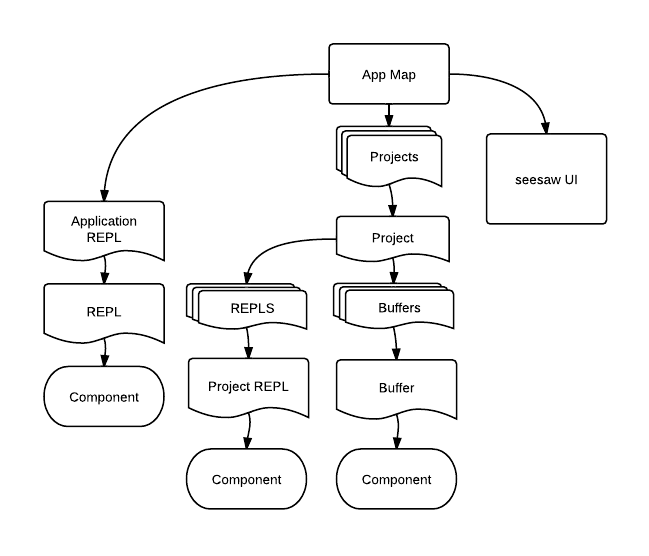 App Map
Projects
seesaw UI
Application
REPL
Project
REPL
REPLS
Buffers
Component
Project REPL
Buffer
Component
Component